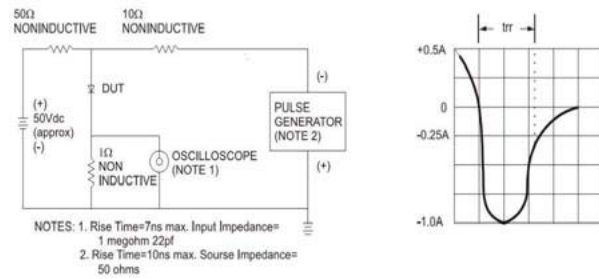 50Ω
NONINDUCTIVE
10Ω
NONINDUCTIVE
trr
(+)
50Vdc
(approx)
(-)
DUT
1Ω
NON
INDUCTIVE
OSCILLOSCOPE
(NOTE 1)
(-)
PULSE
GENERATOR
(NOTE 2)
(+)
+0.5A
0
-0.25A
-1.0A
NOTES: 1. Rise Time=7ns max. Input Impedance=
1 megohm 22pf
2. Rise Time=10ns max. Sourse Impedance=
50 ohms